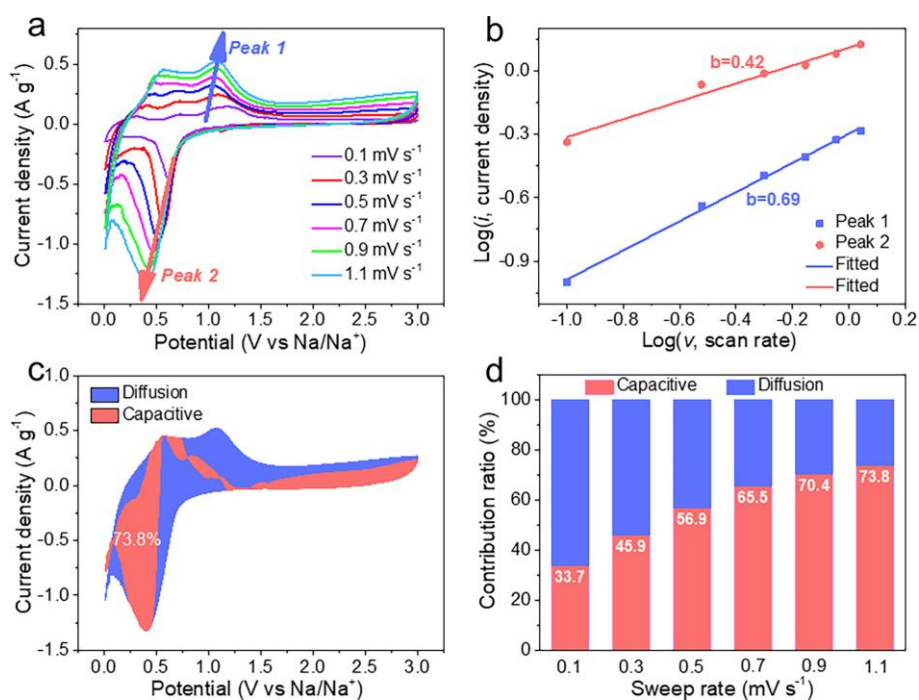 a
Current density (A g⁻¹)
1.0
0.5
0.0
-0.5
-1.0
-1.5
Peak 1
Peak 2
0.1 mV s⁻¹
0.3 mV s⁻¹
0.5 mV s⁻¹
0.7 mV s⁻¹
0.9 mV s⁻¹
1.1 mV s⁻¹
0.0 0.5 1.0 1.5 2.0 2.5 3.0
Potential (V vs Na/Na⁺)
b
Log(i, current density)
0.0
-0.3
-0.6
-0.9
b=0.42
b=0.69
Peak 1
Peak 2
Fitted
Fitted
-1.0 -0.8 -0.6 -0.4 -0.2 0.0 0.2
Log(v, scan rate)
c
Current density (A g⁻¹)
1.0
0.5
0.0
-0.5
-1.0
-1.5
Diffusion
Capacitive
73.8%
0.0 0.5 1.0 1.5 2.0 2.5 3.0
Potential (V vs Na/Na⁺)
d
Contribution ratio (%)
100
80
60
40
20
0
Capacitive Diffusion
33.7
45.9
56.9
65.5
70.4
73.8
0.1 0.3 0.5 0.7 0.9 1.1
Sweep rate (mV s⁻¹)